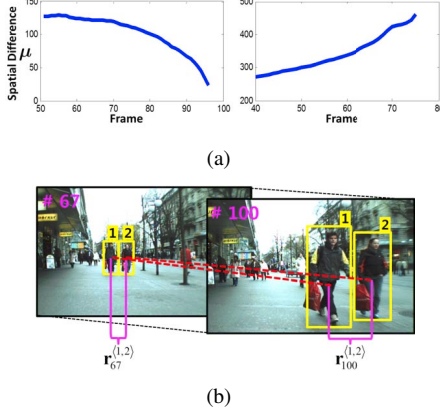 150
100
50
0
50 60 70 80 90 100
Spatial Difference
μ
Frame
500
400
300
200
40 50 60 70 80
Frame
(a)
# 67
1 2
# 100
1 2
r⟨1,2⟩67
r⟨1,2⟩100
(b)